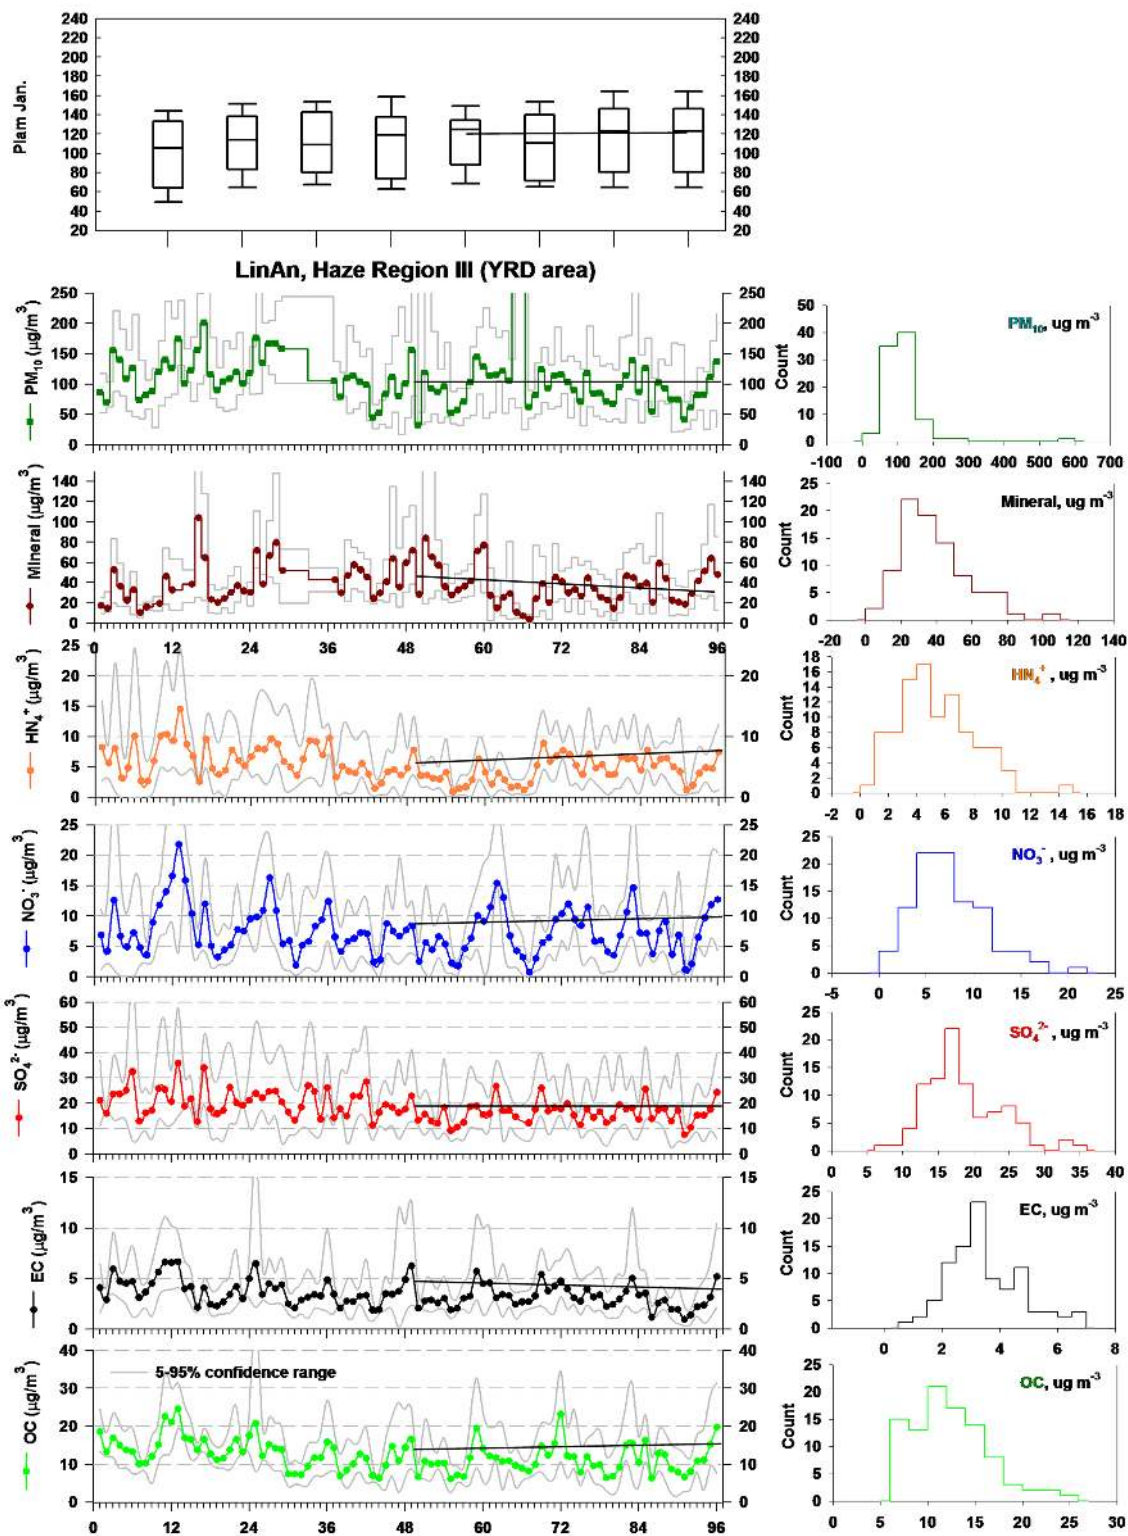 Plam Jan.
240 220 200 180 160 140 120 100 80 60 40 20
240 220 200 180 160 140 120 100 80 60 40 20
LinAn, Haze Region III (YRD area)
PM₁₀ (μg/m³)
250 200 150 100 50 0
250 200 150 100 50 0
Count
50 40 30 20 10 0
PM₁₀, ug m⁻³
-100 0 100 200 300 400 500 600 700
Mineral (μg/m³)
140 120 100 80 60 40 20 0
140 120 100 80 60 40 20 0
0 12 24 36 48 60 72 84 96
Count
25 20 15 10 5 0
Mineral, ug m⁻³
-20 0 20 40 60 80 100 120 140
HN₄⁺ (μg/m³)
25 20 15 10 5 0
20 10 0
Count
18 16 14 12 10 8 6 4 2 0
HN₄⁺ , ug m⁻³
-2 0 2 4 6 8 10 12 14 16 18
NO₃⁻ (μg/m³)
25 20 15 10 5 0
25 20 15 10 5 0
Count
25 20 15 10 5 0
NO₃⁻ , ug m⁻³
-5 0 5 10 15 20 25
SO₄²⁻ (μg/m³)
60 50 40 30 20 10 0
60 50 40 30 20 10 0
Count
25 20 15 10 5 0
SO₄²⁻ , ug m⁻³
0 10 20 30 40
EC (μg/m³)
15 10 5 0
15 10 5 0
Count
25 20 15 10 5 0
EC, ug m⁻³
0 2 4 6 8
OC (μg/m³)
40 30 20 10 0
40 30 20 10 0
5-95% confidence range
0 12 24 36 48 60 72 84 96
Count
25 20 15 10 5 0
OC, ug m⁻³
0 5 10 15 20 25 30